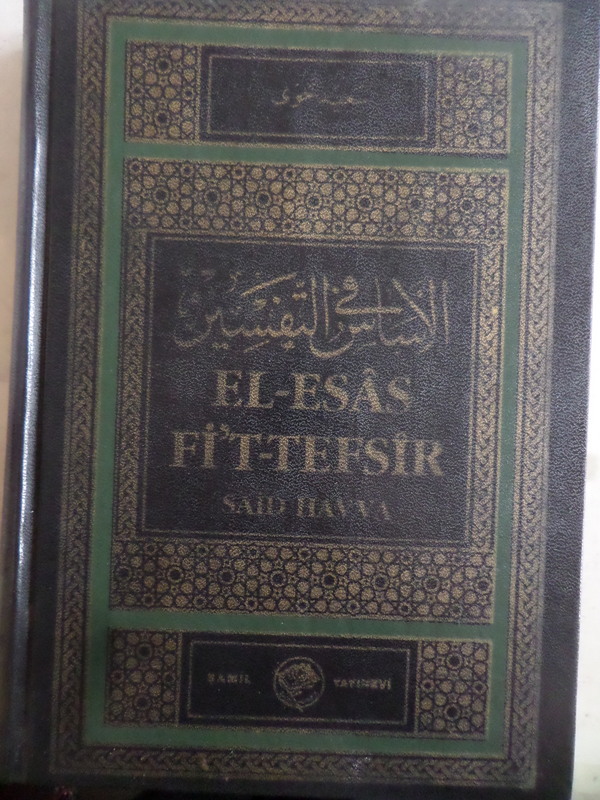 سعيد حوى
الأساس في التفسير
EL-ESÂS
Fİ'T-TEFSİR
SAİD HAVVA
ŞAMİL YAYINEVİ